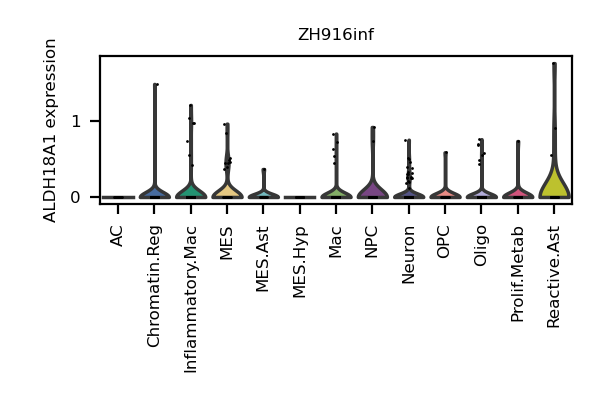 ZH916inf
ALDH18A1 expression
1
0
AC
Chromatin.Reg
Inflammatory.Mac
MES
MES.Ast
MES.Hyp
Mac
NPC
Neuron
OPC
Oligo
Prolif.Metab
Reactive.Ast